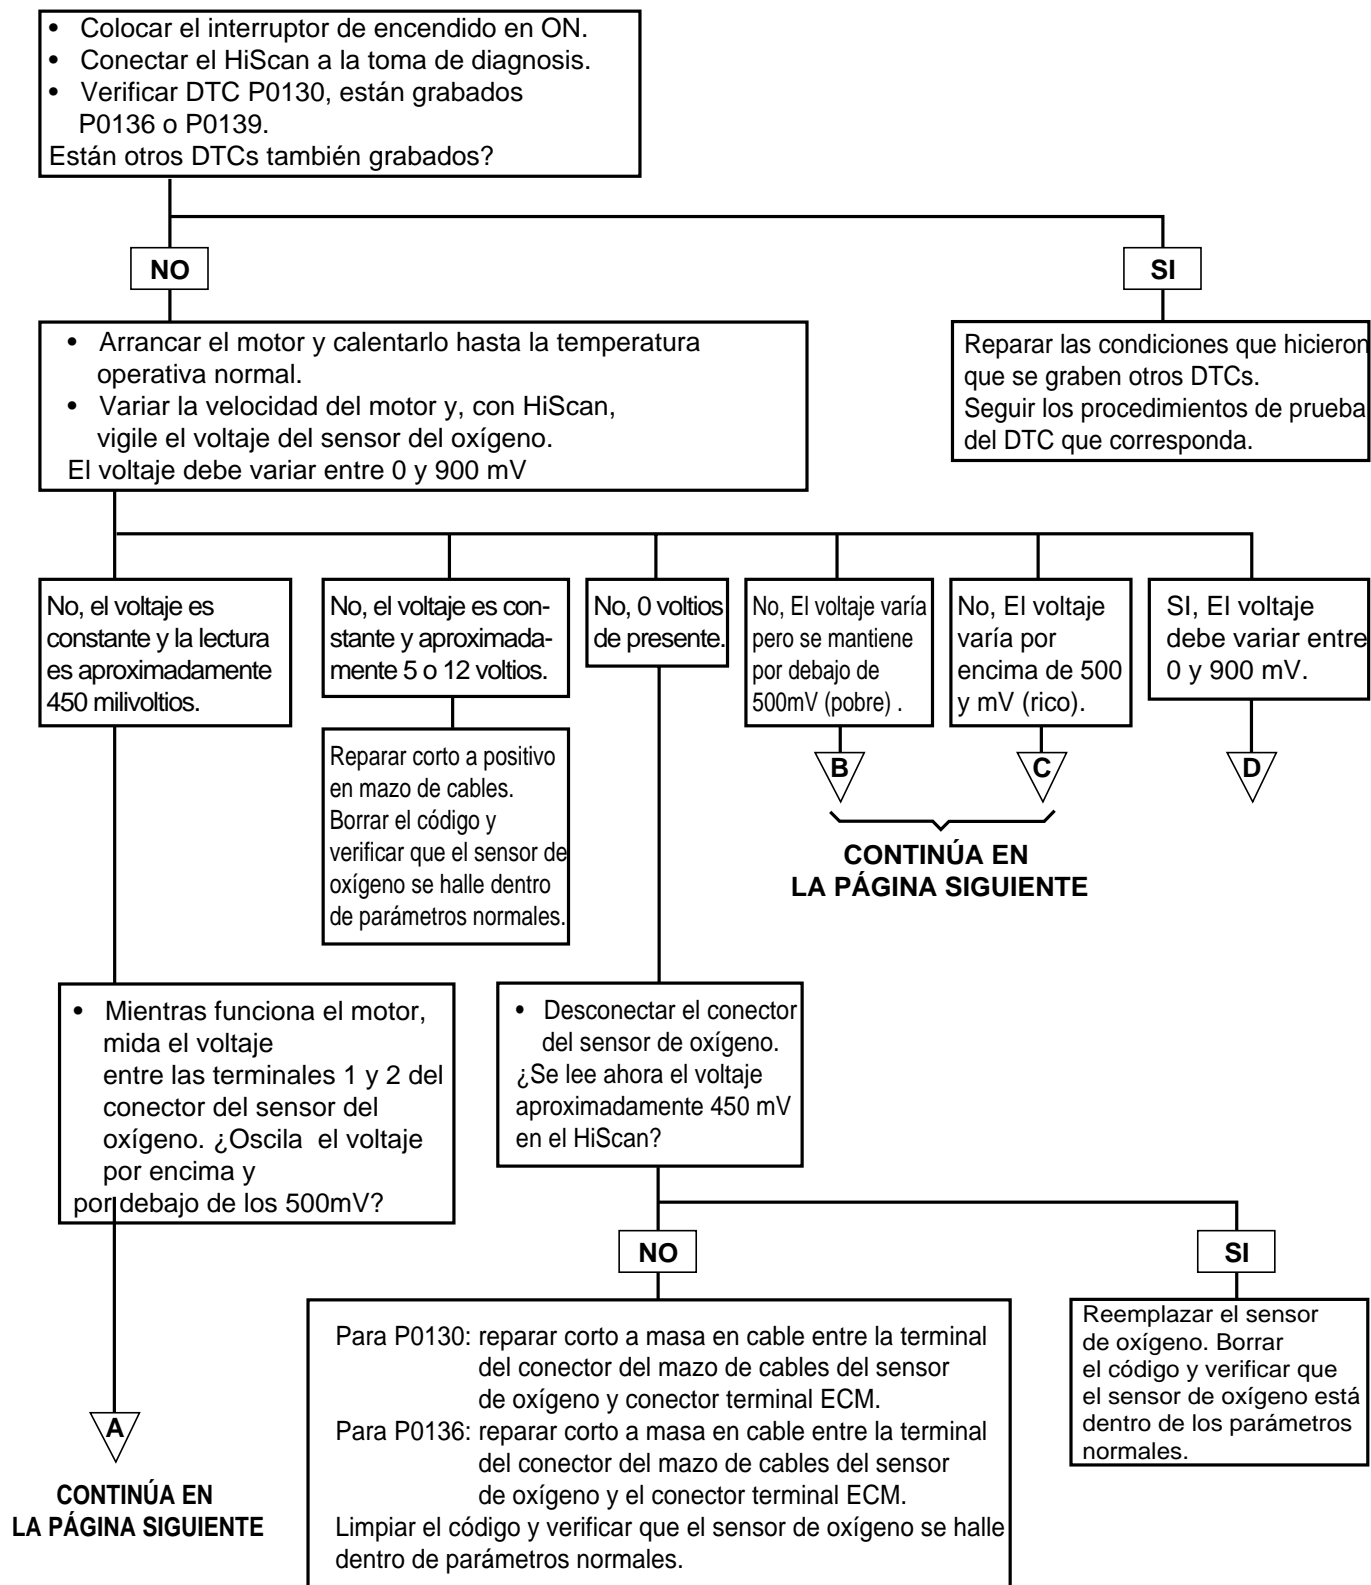 • Colocar el interruptor de encendido en ON.
• Conectar el HiScan a la toma de diagnosis.
• Verificar DTC P0130, están grabados
P0136 o P0139.
Están otros DTCs también grabados?
NO
SI
• Arrancar el motor y calentarlo hasta la temperatura
operativa normal.
• Variar la velocidad del motor y, con HiScan,
vigile el voltaje del sensor del oxígeno.
El voltaje debe variar entre 0 y 900 mV
Reparar las condiciones que hicieron
que se graben otros DTCs.
Seguir los procedimientos de prueba
del DTC que corresponda.
No, el voltaje es
constante y la lectura
es aproximadamente
450 milivoltios.
No, el voltaje es con-
stante y aproximada-
mente 5 o 12 voltios.
No, 0 voltios
de presente.
No, El voltaje varía
pero se mantiene
por debajo de
500mV (pobre) .
No, El voltaje
varía por
encima de 500
y mV (rico).
SI, El voltaje
debe variar entre
0 y 900 mV.
Reparar corto a positivo
en mazo de cables.
Borrar el código y
verificar que el sensor de
oxígeno se halle dentro
de parámetros normales.
B
C
D
CONTINÚA EN
LA PÁGINA SIGUIENTE
• Mientras funciona el motor,
mida el voltaje
entre las terminales 1 y 2 del
conector del sensor del
oxígeno. ¿Oscila el voltaje
por encima y
por debajo de los 500mV?
• Desconectar el conector
del sensor de oxígeno.
¿Se lee ahora el voltaje
aproximadamente 450 mV
en el HiScan?
NO
SI
Para P0130: reparar corto a masa en cable entre la terminal
del conector del mazo de cables del sensor
de oxígeno y conector terminal ECM.
Para P0136: reparar corto a masa en cable entre la terminal
del conector del mazo de cables del sensor
de oxígeno y el conector terminal ECM.
Limpiar el código y verificar que el sensor de oxígeno se halle
dentro de parámetros normales.
Reemplazar el sensor
de oxígeno. Borrar
el código y verificar que
el sensor de oxígeno está
dentro de los parámetros
normales.
A
CONTINÚA EN
LA PÁGINA SIGUIENTE